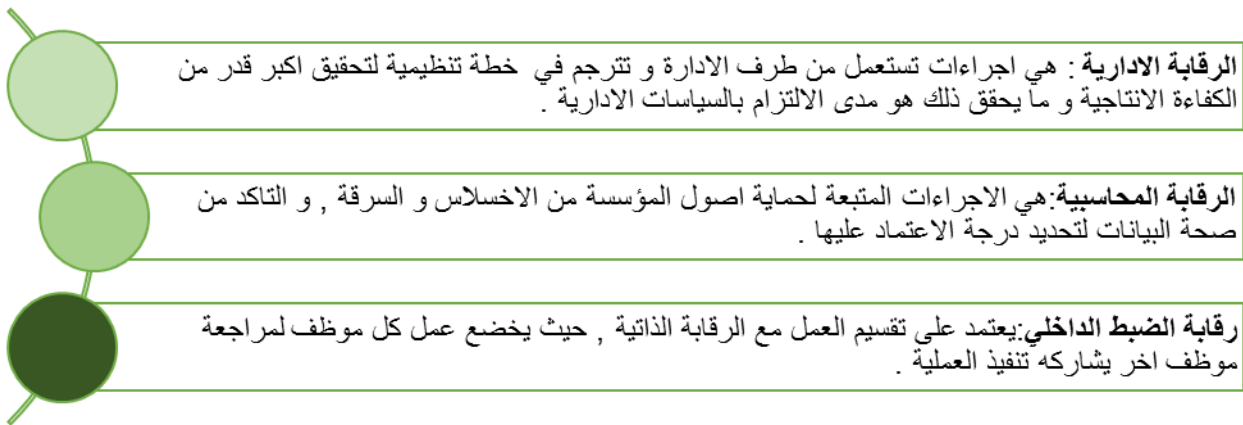 الرقابة الادارية : هي اجراءات تستعمل من طرف الادارة و تترجم في خطة تنظيمية لتحقيق اكبر قدر من
الكفاءة الانتاجية و ما يحقق ذلك هو مدى الالتزام بالسياسات الادارية .
الرقابة المحاسبية:هي الاجراءات المتبعة لحماية اصول المؤسسة من الاخسلاس و السرقة , و التاكد من
صحة البيانات لتحديد درجة الاعتماد عليها .
رقابة الضبط الداخلي:يعتمد على تقسيم العمل مع الرقابة الذاتية , حيث يخضع عمل كل موظف لمراجعة
موظف اخر يشاركه تنفيذ العملية .